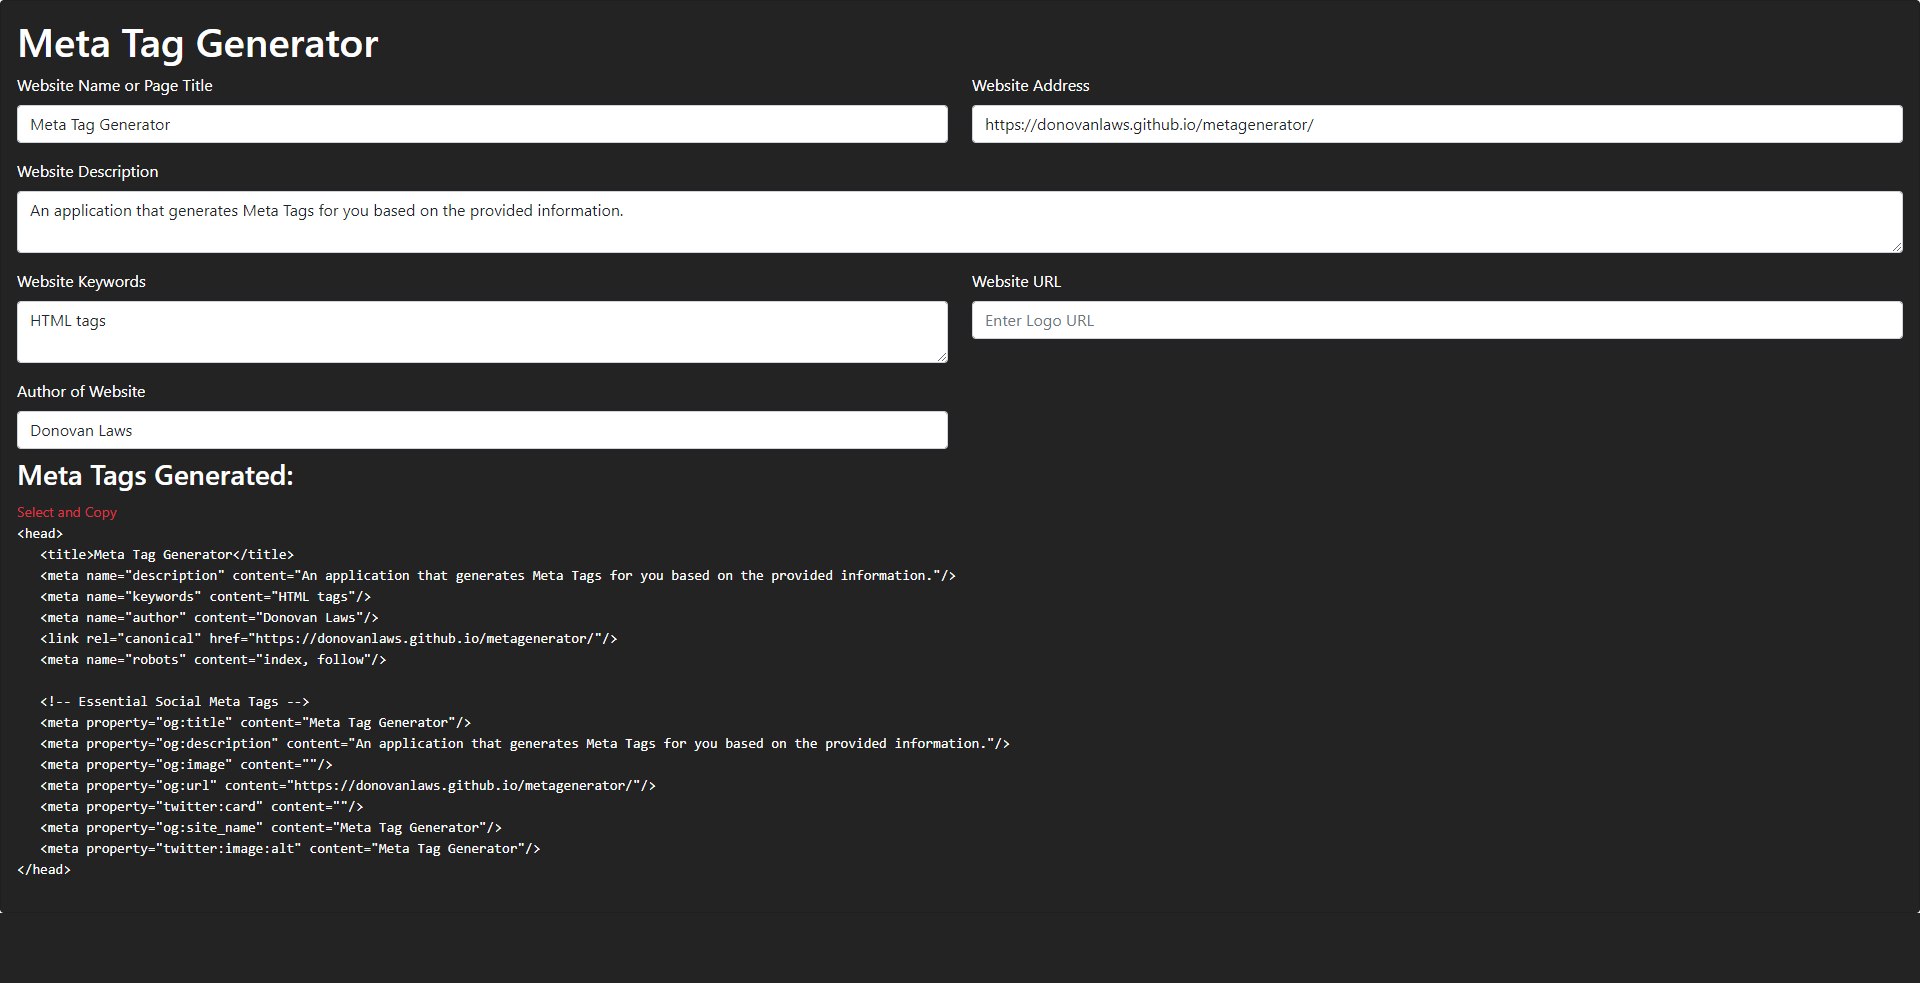 Meta Tag Generator
Website Name or Page Title
Website Address
Meta Tag Generator
https://donovanlaws.github.io/metagenerator/
Website Description
An application that generates Meta Tags for you based on the provided information.
Website Keywords
Website URL
HTML tags
Enter Logo URL
Author of Website
Donovan Laws
Meta Tags Generated:
Select and Copy
<head>
   <title>Meta Tag Generator</title>
   <meta name="description" content="An application that generates Meta Tags for you based on the provided information."/>
   <meta name="keywords" content="HTML tags"/>
   <meta name="author" content="Donovan Laws"/>
   <link rel="canonical" href="https://donovanlaws.github.io/metagenerator/"/>
   <meta name="robots" content="index, follow"/>

   <!-- Essential Social Meta Tags -->
   <meta property="og:title" content="Meta Tag Generator"/>
   <meta property="og:description" content="An application that generates Meta Tags for you based on the provided information."/>
   <meta property="og:image" content=""/>
   <meta property="og:url" content="https://donovanlaws.github.io/metagenerator/"/>
   <meta property="twitter:card" content=""/>
   <meta property="og:site_name" content="Meta Tag Generator"/>
   <meta property="twitter:image:alt" content="Meta Tag Generator"/>
</head>